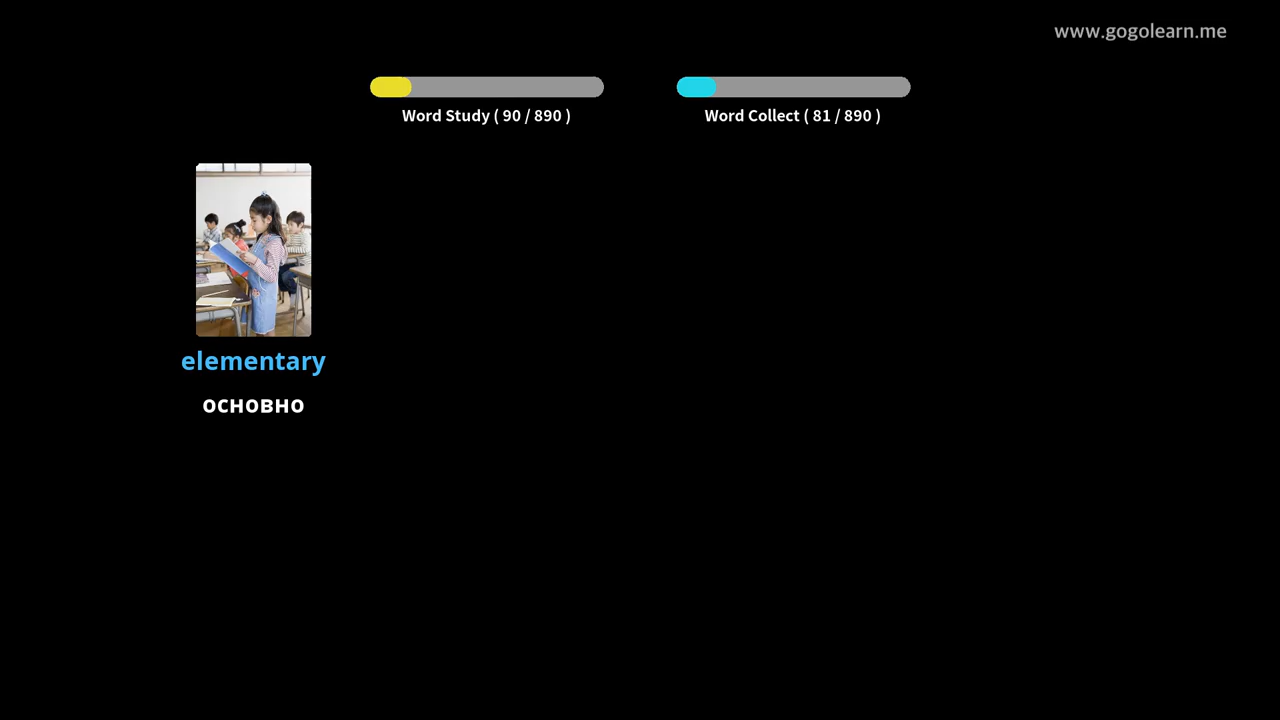 www.gogolearn.me
Word Study ( 90 / 890 )
Word Collect ( 81 / 890 )
elementary
основно